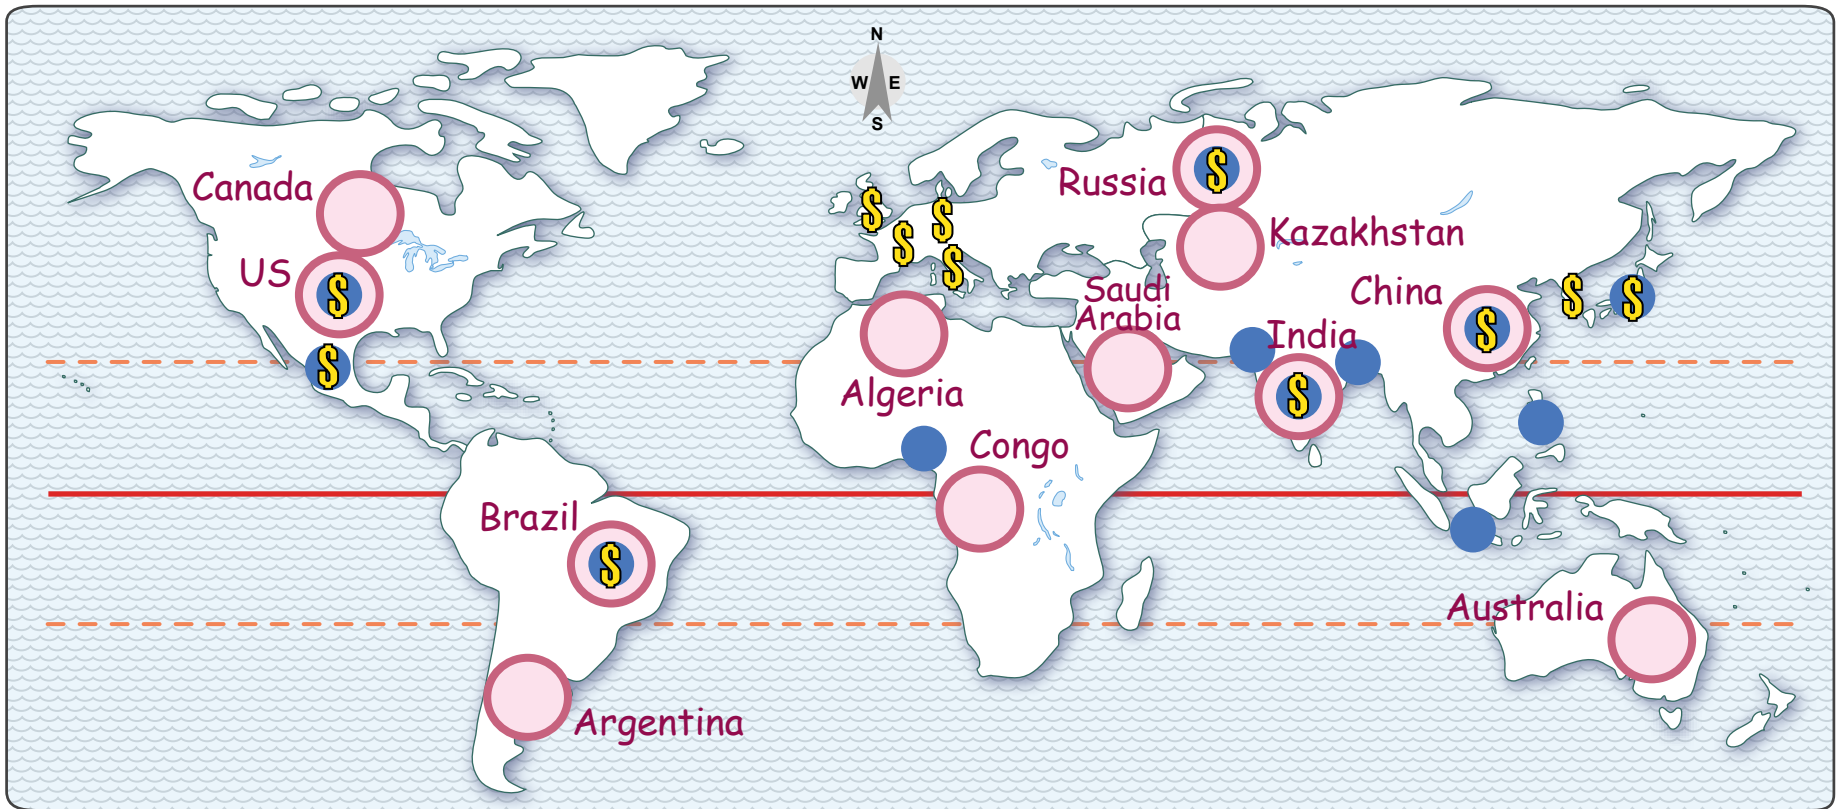 N
W E
S
Canada
Russia
Kazakhstan
US
$
$
$
$
$
$
Saudi
Arabia
China
$
$
$
$
India
$
$
Algeria
Congo
Brazil
$
Australia
Argentina